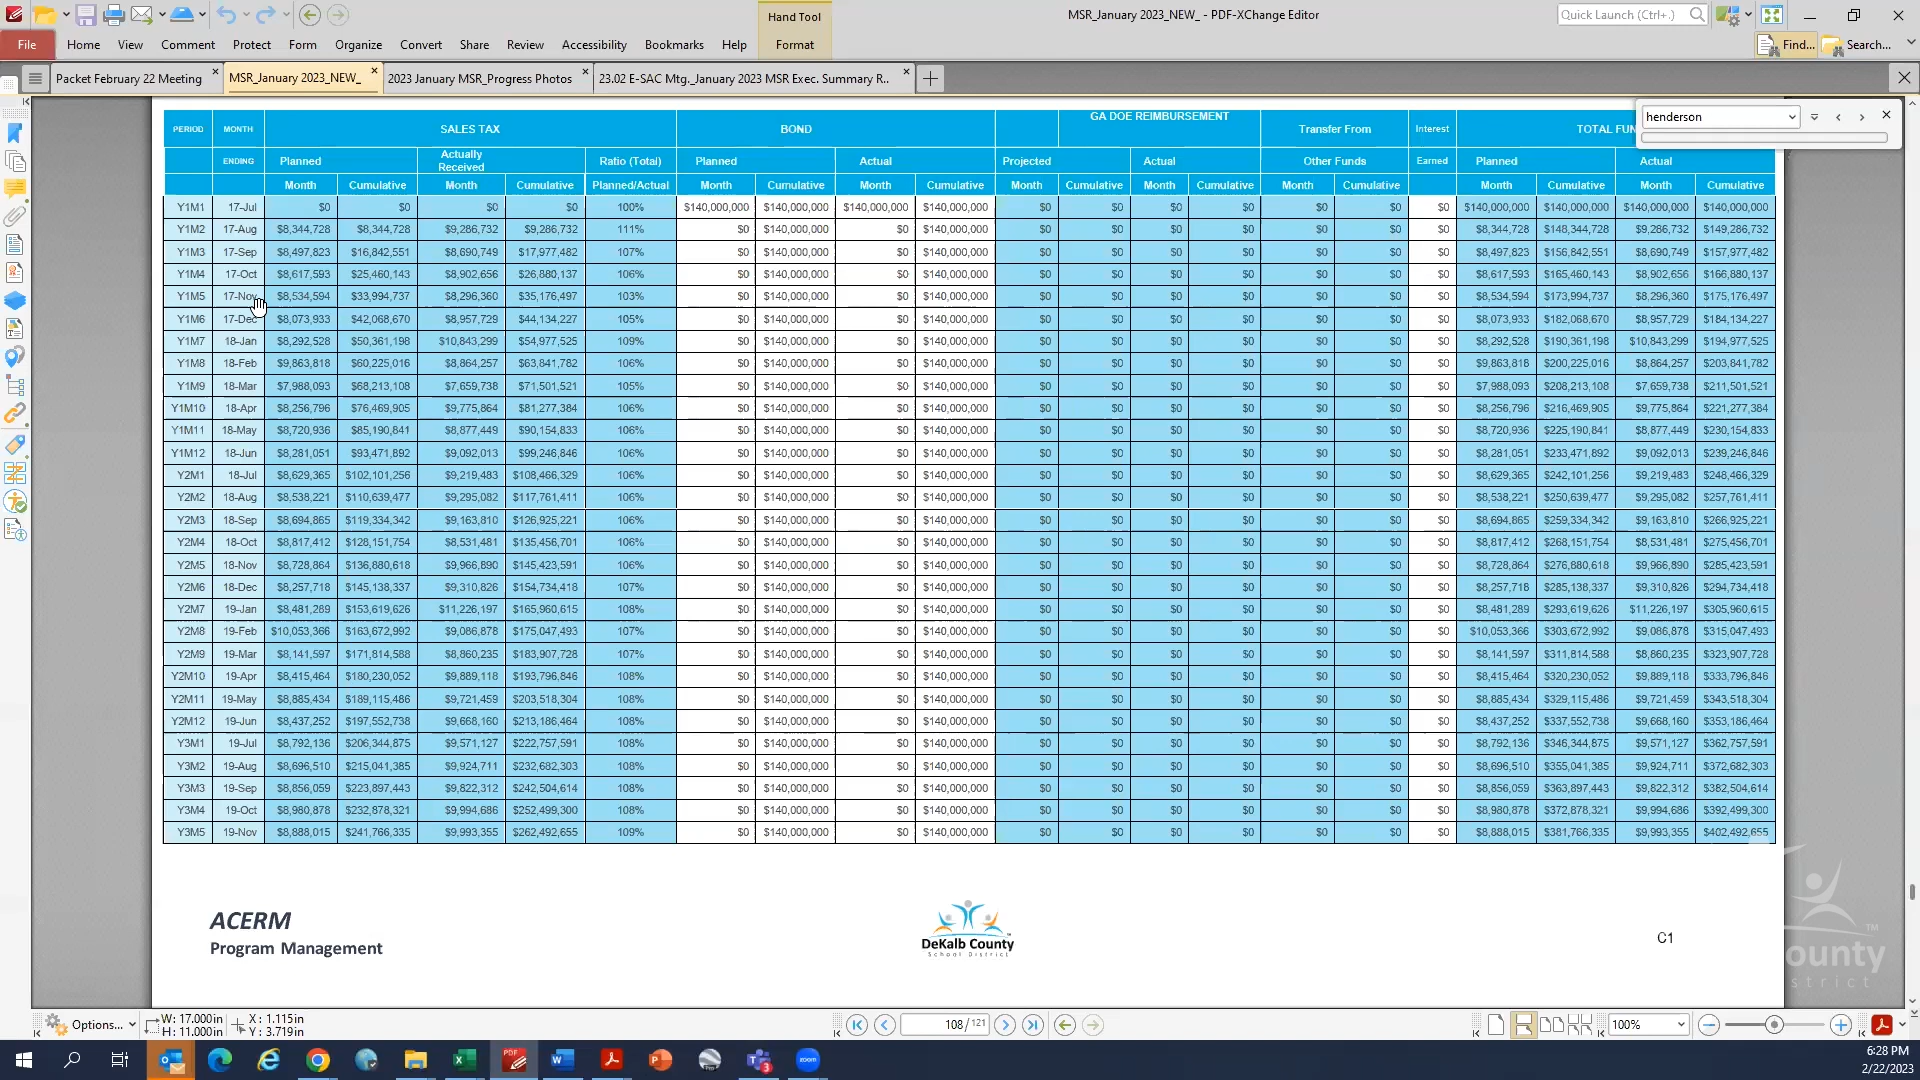 Hand Tool
MSR_January 2023_NEW_ - PDF-XChange Editor
Quick Launch (Ctrl+.)
File Home View Comment Protect Form Organize Convert Share Review Accessibility Bookmarks Help Format Find... Search...
Packet February 22 Meeting MSR_January 2023_NEW_ 2023 January MSR_Progress Photos 23.02 E-SAC Mtg._January 2023 MSR Exec. Summary R..
henderson
PERIOD MONTH SALES TAX BOND GA DOE REIMBURSEMENT Transfer From Interest TOTAL FUN
ENDING Planned Actually Received Ratio (Total) Planned Actual Projected Actual Other Funds Earned Planned Actual
Month Cumulative Month Cumulative Planned/Actual Month Cumulative Month Cumulative Month Cumulative Month Cumulative Month Cumulative Month Cumulative Month Cumulative
Y1M1 17-Jul $0 $0 $0 $0 100% $140,000,000 $140,000,000 $140,000,000 $140,000,000 $0 $0 $0 $0 $0 $0 $0 $140,000,000 $140,000,000 $140,000,000 $140,000,000
Y1M2 17-Aug $8,344,728 $8,344,728 $9,286,732 $9,286,732 111% $0 $140,000,000 $0 $140,000,000 $0 $0 $0 $0 $0 $0 $0 $8,344,728 $148,344,728 $9,286,732 $149,286,732
Y1M3 17-Sep $8,497,823 $16,842,551 $8,690,749 $17,977,482 107% $0 $140,000,000 $0 $140,000,000 $0 $0 $0 $0 $0 $0 $0 $8,497,823 $156,842,551 $8,690,749 $157,977,482
Y1M4 17-Oct $8,617,593 $25,460,143 $8,902,656 $26,880,137 106% $0 $140,000,000 $0 $140,000,000 $0 $0 $0 $0 $0 $0 $0 $8,617,593 $165,460,143 $8,902,656 $166,880,137
Y1M5 17-Nov $8,534,594 $33,994,737 $8,296,360 $35,176,497 103% $0 $140,000,000 $0 $140,000,000 $0 $0 $0 $0 $0 $0 $0 $8,534,594 $173,994,737 $8,296,360 $175,176,497
Y1M6 17-Dec $8,073,933 $42,068,670 $8,957,729 $44,134,227 105% $0 $140,000,000 $0 $140,000,000 $0 $0 $0 $0 $0 $0 $0 $8,073,933 $182,068,670 $8,957,729 $184,134,227
Y1M7 18-Jan $8,292,528 $50,361,198 $10,843,299 $54,977,525 109% $0 $140,000,000 $0 $140,000,000 $0 $0 $0 $0 $0 $0 $0 $8,292,528 $190,361,198 $10,843,299 $194,977,525
Y1M8 18-Feb $9,863,818 $60,225,016 $8,864,257 $63,841,782 106% $0 $140,000,000 $0 $140,000,000 $0 $0 $0 $0 $0 $0 $0 $9,863,818 $200,225,016 $8,864,257 $203,841,782
Y1M9 18-Mar $7,988,093 $68,213,108 $7,659,738 $71,501,521 105% $0 $140,000,000 $0 $140,000,000 $0 $0 $0 $0 $0 $0 $0 $7,988,093 $208,213,108 $7,659,738 $211,501,521
Y1M10 18-Apr $8,256,796 $76,469,905 $9,775,864 $81,277,384 106% $0 $140,000,000 $0 $140,000,000 $0 $0 $0 $0 $0 $0 $0 $8,256,796 $216,469,905 $9,775,864 $221,277,384
Y1M11 18-May $8,720,936 $85,190,841 $8,877,449 $90,154,833 106% $0 $140,000,000 $0 $140,000,000 $0 $0 $0 $0 $0 $0 $0 $8,720,936 $225,190,841 $8,877,449 $230,154,833
Y1M12 18-Jun $8,281,051 $93,471,892 $9,092,013 $99,246,846 106% $0 $140,000,000 $0 $140,000,000 $0 $0 $0 $0 $0 $0 $0 $8,281,051 $233,471,892 $9,092,013 $239,246,846
Y2M1 18-Jul $8,629,365 $102,101,256 $9,219,483 $108,466,329 106% $0 $140,000,000 $0 $140,000,000 $0 $0 $0 $0 $0 $0 $0 $8,629,365 $242,101,256 $9,219,483 $248,466,329
Y2M2 18-Aug $8,538,221 $110,639,477 $9,295,082 $117,761,411 106% $0 $140,000,000 $0 $140,000,000 $0 $0 $0 $0 $0 $0 $0 $8,538,221 $250,639,477 $9,295,082 $257,761,411
Y2M3 18-Sep $8,694,865 $119,334,342 $9,163,810 $126,925,221 106% $0 $140,000,000 $0 $140,000,000 $0 $0 $0 $0 $0 $0 $0 $8,694,865 $259,334,342 $9,163,810 $266,925,221
Y2M4 18-Oct $8,817,412 $128,151,754 $8,531,481 $135,456,701 106% $0 $140,000,000 $0 $140,000,000 $0 $0 $0 $0 $0 $0 $0 $8,817,412 $268,151,754 $8,531,481 $275,456,701
Y2M5 18-Nov $8,728,864 $136,880,618 $9,966,890 $145,423,591 106% $0 $140,000,000 $0 $140,000,000 $0 $0 $0 $0 $0 $0 $0 $8,728,864 $276,880,618 $9,966,890 $285,423,591
Y2M6 18-Dec $8,257,718 $145,138,337 $9,310,826 $154,734,418 107% $0 $140,000,000 $0 $140,000,000 $0 $0 $0 $0 $0 $0 $0 $8,257,718 $285,138,337 $9,310,826 $294,734,418
Y2M7 19-Jan $8,481,289 $153,619,626 $11,226,197 $165,960,615 108% $0 $140,000,000 $0 $140,000,000 $0 $0 $0 $0 $0 $0 $0 $8,481,289 $293,619,626 $11,226,197 $305,960,615
Y2M8 19-Feb $10,053,366 $163,672,992 $9,086,878 $175,047,493 107% $0 $140,000,000 $0 $140,000,000 $0 $0 $0 $0 $0 $0 $0 $10,053,366 $303,672,992 $9,086,878 $315,047,493
Y2M9 19-Mar $8,141,597 $171,814,588 $8,860,235 $183,907,728 107% $0 $140,000,000 $0 $140,000,000 $0 $0 $0 $0 $0 $0 $0 $8,141,597 $311,814,588 $8,860,235 $323,907,728
Y2M10 19-Apr $8,415,464 $180,230,052 $9,889,118 $193,796,846 108% $0 $140,000,000 $0 $140,000,000 $0 $0 $0 $0 $0 $0 $0 $8,415,464 $320,230,052 $9,889,118 $333,796,846
Y2M11 19-May $8,885,434 $189,115,486 $9,721,459 $203,518,304 108% $0 $140,000,000 $0 $140,000,000 $0 $0 $0 $0 $0 $0 $0 $8,885,434 $329,115,486 $9,721,459 $343,518,304
Y2M12 19-Jun $8,437,252 $197,552,738 $9,668,160 $213,186,464 108% $0 $140,000,000 $0 $140,000,000 $0 $0 $0 $0 $0 $0 $0 $8,437,252 $337,552,738 $9,668,160 $353,186,464
Y3M1 19-Jul $8,792,136 $206,344,875 $9,571,127 $222,757,591 108% $0 $140,000,000 $0 $140,000,000 $0 $0 $0 $0 $0 $0 $0 $8,792,136 $346,344,875 $9,571,127 $362,757,591
Y3M2 19-Aug $8,696,510 $215,041,385 $9,924,711 $232,682,303 108% $0 $140,000,000 $0 $140,000,000 $0 $0 $0 $0 $0 $0 $0 $8,696,510 $355,041,385 $9,924,711 $372,682,303
Y3M3 19-Sep $8,856,059 $223,897,443 $9,822,312 $242,504,614 108% $0 $140,000,000 $0 $140,000,000 $0 $0 $0 $0 $0 $0 $0 $8,856,059 $363,897,443 $9,822,312 $382,504,614
Y3M4 19-Oct $8,980,878 $232,878,321 $9,994,686 $252,499,300 108% $0 $140,000,000 $0 $140,000,000 $0 $0 $0 $0 $0 $0 $0 $8,980,878 $372,878,321 $9,994,686 $392,499,300
Y3M5 19-Nov $8,888,015 $241,766,335 $9,993,355 $262,492,655 109% $0 $140,000,000 $0 $140,000,000 $0 $0 $0 $0 $0 $0 $0 $8,888,015 $381,766,335 $9,993,355 $402,492,655
ACERM
Program Management
DeKalb County
School District
C1
ounty
strict
Options... W: 17.000in H: 11.000in X : 1.115in Y : 3.719in 108 / 121 100%
6:28 PM
2/22/2023